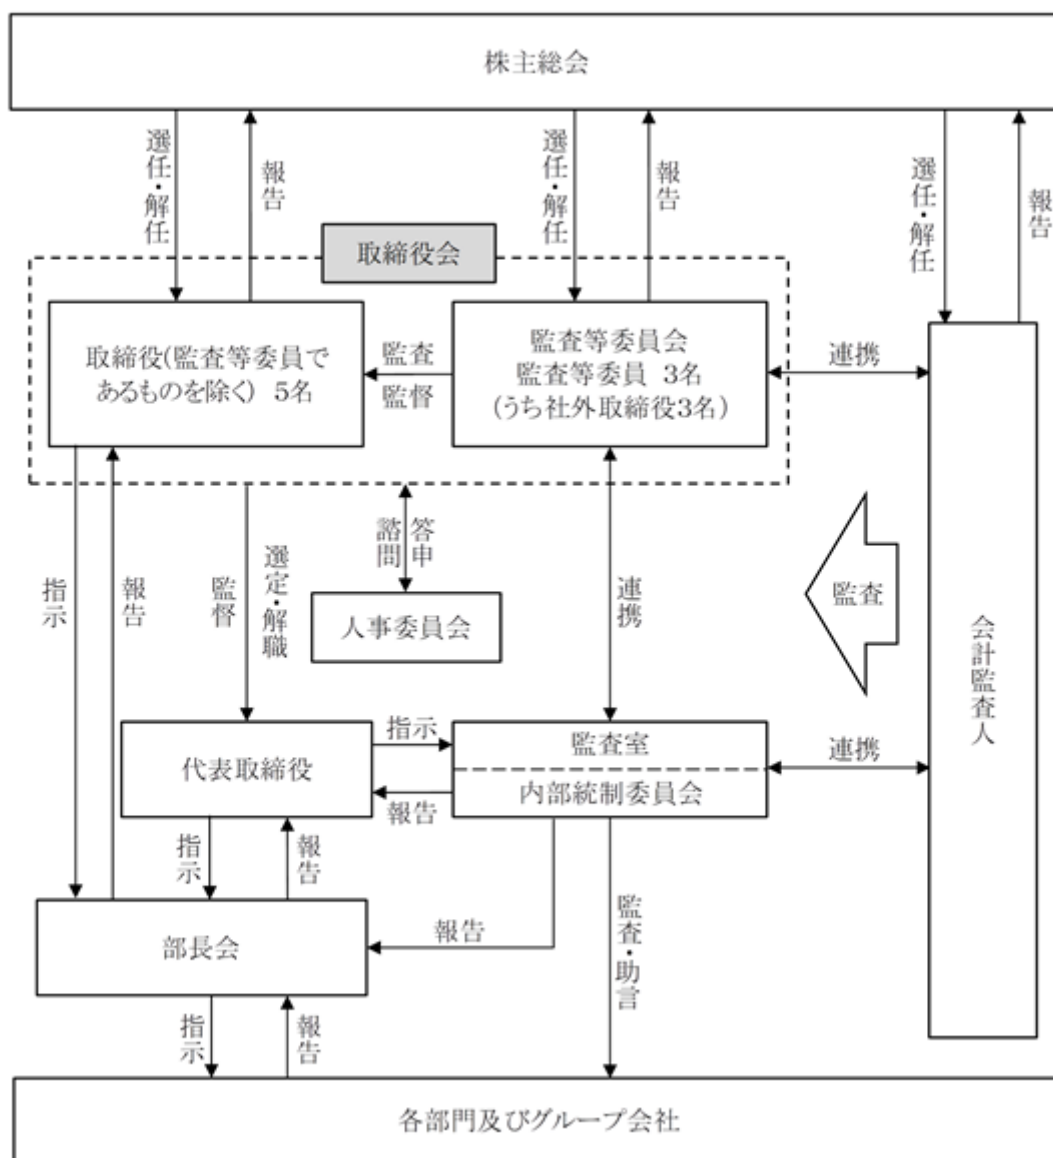 株主総会
選任・解任
報告
選任・解任
報告
選任・解任
報告
取締役会
取締役(監査等委員で
あるものを除く) 5名
監査
監督
監査等委員会
監査等委員 3名
(うち社外取締役3名)
連携
会計監査人
指示
報告
監督
選定・解職
諮問
答申
人事委員会
連携
監査
代表取締役
指示
報告
監査室
内部統制委員会
連携
指示
報告
部長会
報告
監査・助言
指示
報告
各部門及びグループ会社